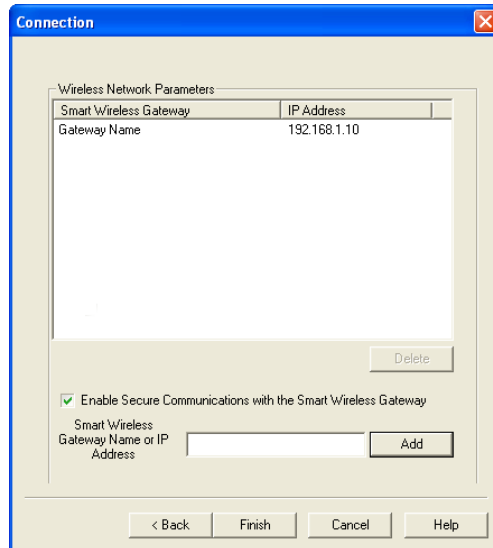 Connection
Wireless Network Parameters
Smart Wireless Gateway IP Address
Gateway Name 192.168.1.10
Delete
Enable Secure Communications with the Smart Wireless Gateway
Smart Wireless
Gateway Name or IP
Address
Add
< Back Finish Cancel Help